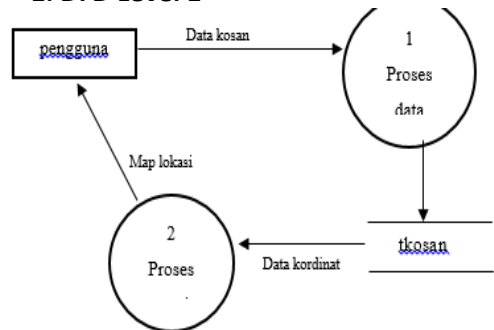 pengguna
Data kosan
1
Proses
data
Map lokasi
2
Proses
Data kordinat
tkosan